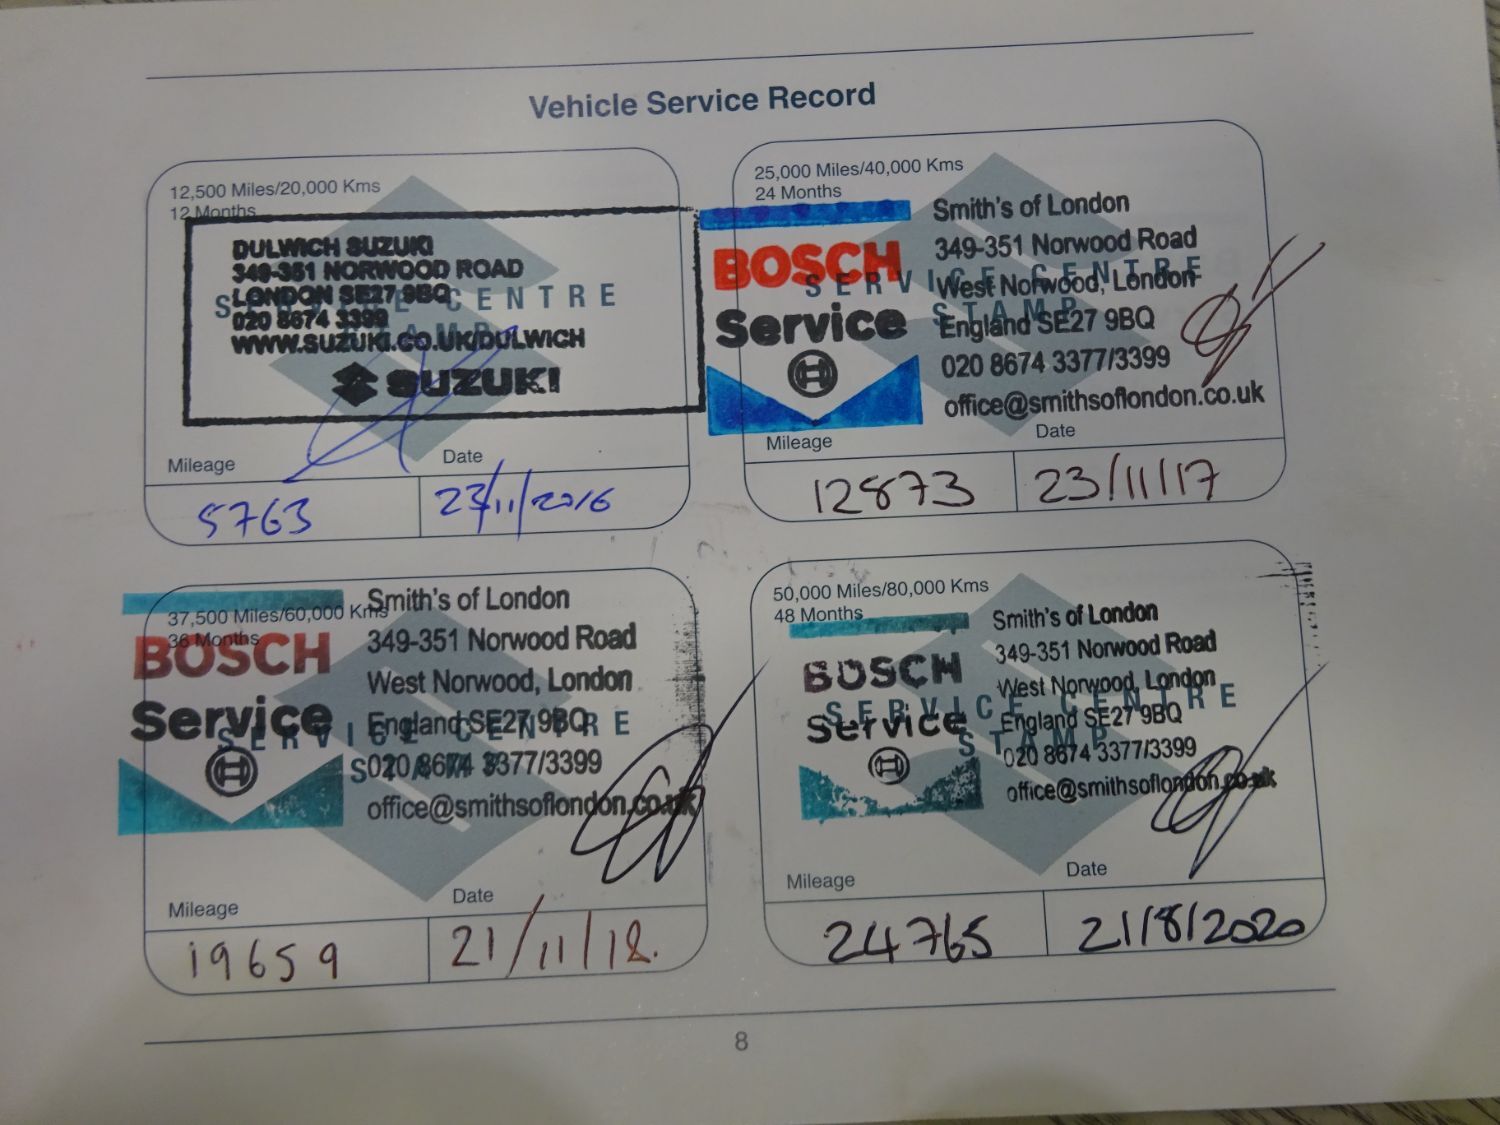 Vehicle Service Record
12,500 Miles/20,000 Kms
12 Months
DULWICH SUZUKI
349-351 NORWOOD ROAD
LONDON SE27 9BQ
SERVICE CENTRE
020 8674 3399
STAMP
WWW.SUZUKI.CO.UK/DULWICH
SUZUKI
Mileage
Date
5763
23/11/2016
25,000 Miles/40,000 Kms
24 Months
BOSCH
Service
Smith's of London
349-351 Norwood Road
West Norwood, London
England SE27 9BQ
020 8674 3377/3399
office@smithsoflondon.co.uk
SERVICE CENTRE
STAMP
Mileage
Date
12873
23/11/17
37,500 Miles/60,000 Kms
36 Months
BOSCH
Service
Smith's of London
349-351 Norwood Road
West Norwood, London
England SE27 9BQ
020 8674 3377/3399
office@smithsoflondon.co.uk
SERVICE CENTRE
STAMP
Mileage
Date
19659
21/11/18.
50,000 Miles/80,000 Kms
48 Months
BOSCH
Service
Smith's of London
349-351 Norwood Road
West Norwood, London
England SE27 9BQ
020 8674 3377/3399
office@smithsoflondon.co.uk
SERVICE CENTRE
STAMP
Mileage
Date
24765
21/8/2020
8